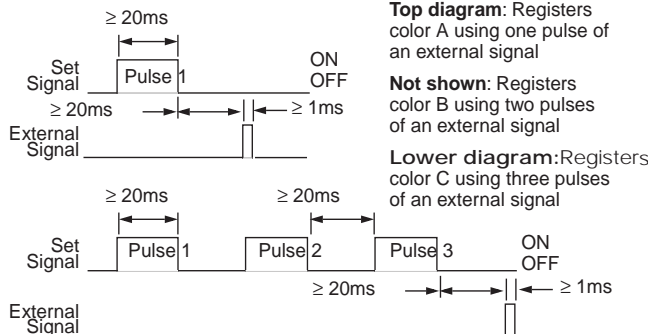 ≥ 20ms
Set
Signal
Pulse 1
ON
OFF
≥ 20ms
≥ 1ms
External
Signal
Top diagram: Registers
color A using one pulse of
an external signal
Not shown: Registers
color B using two pulses
of an external signal
Lower diagram:Registers
color C using three pulses
of an external signal
≥ 20ms
≥ 20ms
Set
Signal
Pulse 1
Pulse 2
Pulse 3
ON
OFF
≥ 20ms
≥ 1ms
External
Signal